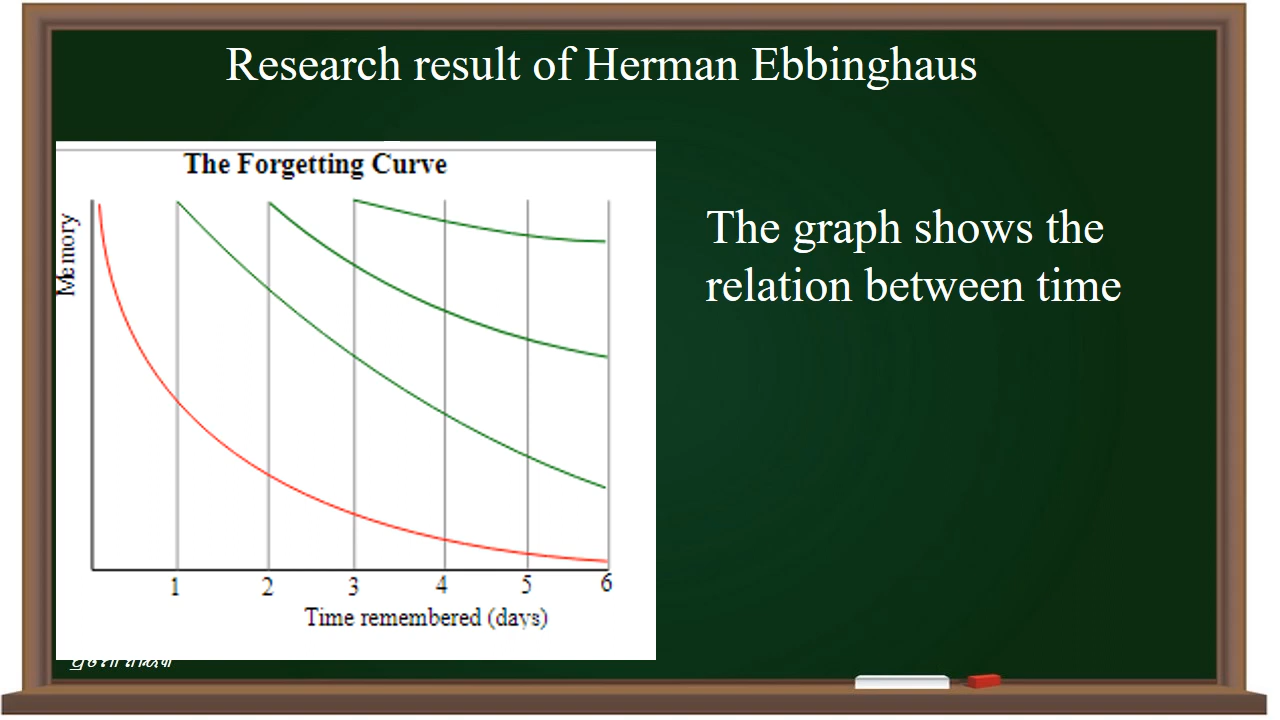 Research result of Herman Ebbinghaus
The Forgetting Curve
Memory
1 2 3 4 5 6
Time remembered (days)
The graph shows the
relation between time